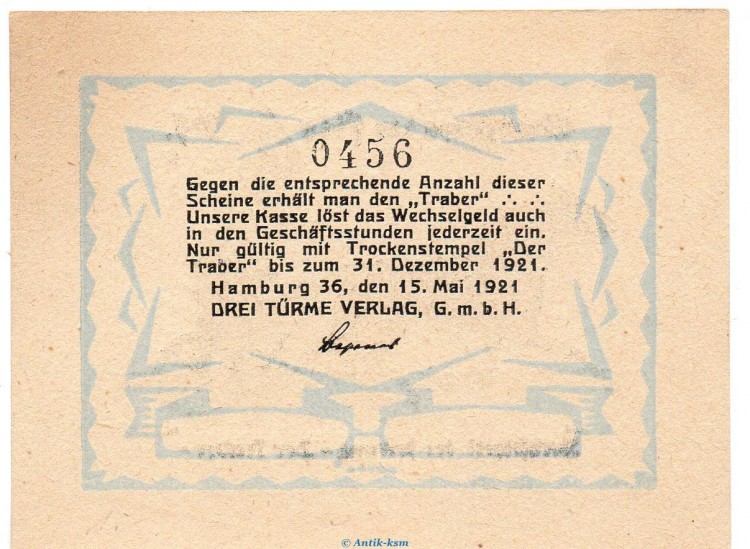 0456
Gegen die entsprechende Anzahl dieser
Scheine erhält man den „Traber“ ∴ ∴
Unsere Kasse löst das Wechselgeld auch
in den Geschäftsstunden jederzeit ein.
Nur gültig mit Trockenstempel „Der
Traber“ bis zum 31. Dezember 1921.
Hamburg 36, den 15. Mai 1921
DREI TÜRME VERLAG, G. m. b. H.
© Antik-ksm